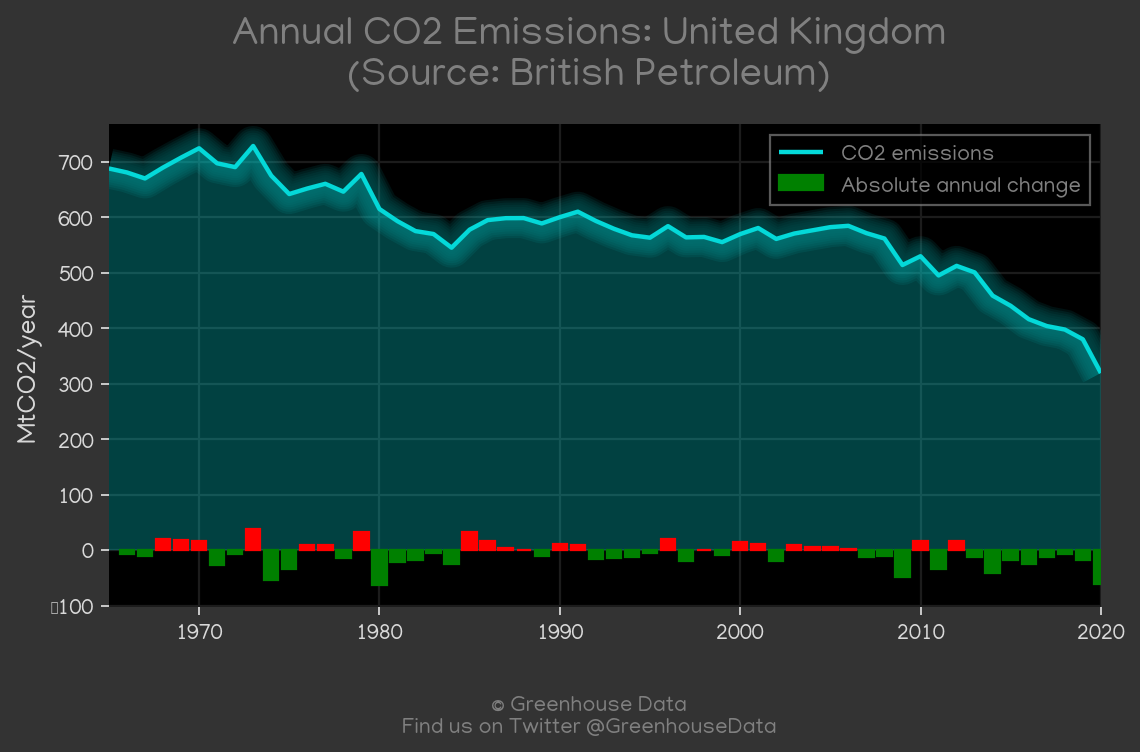 Annual CO2 Emissions: United Kingdom
(Source: British Petroleum)
CO2 emissions
Absolute annual change
MtCO2/year
700
600
500
400
300
200
100
0
▯100
1970 1980 1990 2000 2010 2020
© Greenhouse Data
Find us on Twitter @GreenhouseData